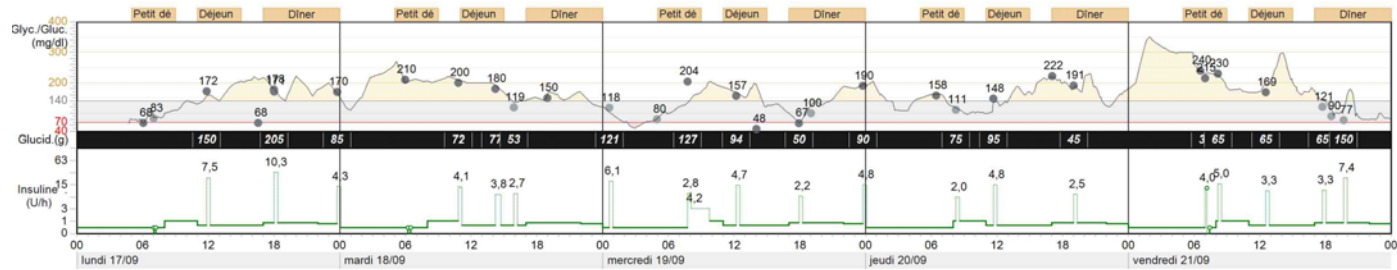 Petit dé Déjeun Dîner Petit dé Déjeun Dîner Petit dé Déjeun Dîner Petit dé Déjeun Dîner Petit dé Déjeun Dîner
400
Glyc./Gluc.
(mg/dl)
300
200
140
70
40
172 178 170 210 200 180 204 157 190 158 222 191 240 230 169
68 83 68 119 150 118 80 48 67 100 111 148 215 121 90 77
Glucid.(g) 150 205 85 72 77 53 121 127 94 50 90 75 95 45 3 65 65 65 150
63
15
Insuline
(U/h)
3
1
0
7,5 10,3 4,3 4,1 3,8 2,7 6,1 2,8 4,2 4,7 2,2 4,8 2,0 4,8 2,5 4,0 5,0 3,3 3,3 7,4
00 06 12 18 00 06 12 18 00 06 12 18 00 06 12 18 00 06 12 18 00
lundi 17/09 mardi 18/09 mercredi 19/09 jeudi 20/09 vendredi 21/09